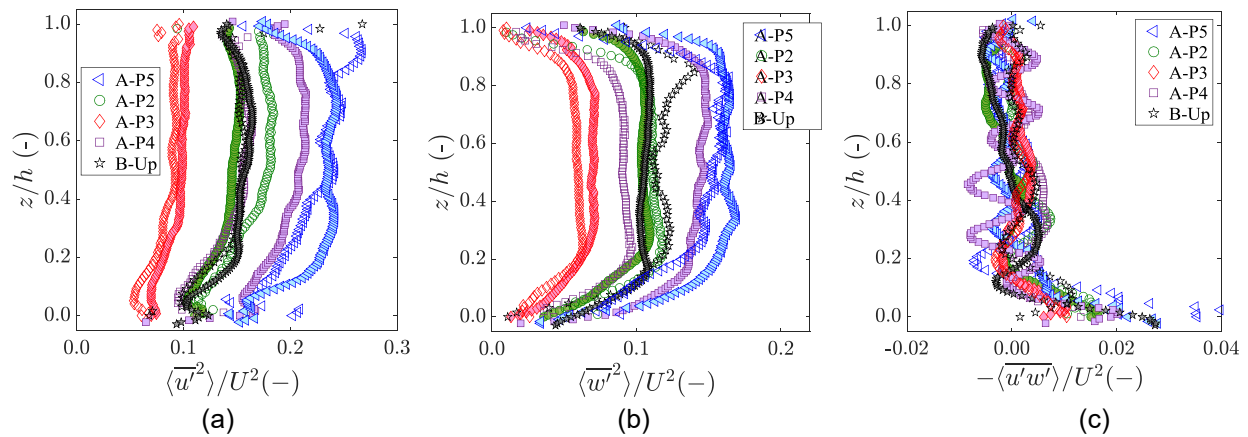 z/h (-)
1.0
0.8
0.6
0.4
0.2
0.0
A-P5
A-P2
A-P3
A-P4
B-Up
0.0
0.1
0.2
0.3
⟨u′²⟩/U²(−)
(a)
z/h (-)
1.0
0.8
0.6
0.4
0.2
0.0
A-P5
A-P2
A-P3
A-P4
B-Up
0.0
0.1
0.2
⟨w′²⟩/U²(−)
(b)
z/h (-)
1.0
0.8
0.6
0.4
0.2
0.0
A-P5
A-P2
A-P3
A-P4
B-Up
-0.02
0.00
0.02
0.04
−⟨u′w′⟩/U²(−)
(c)